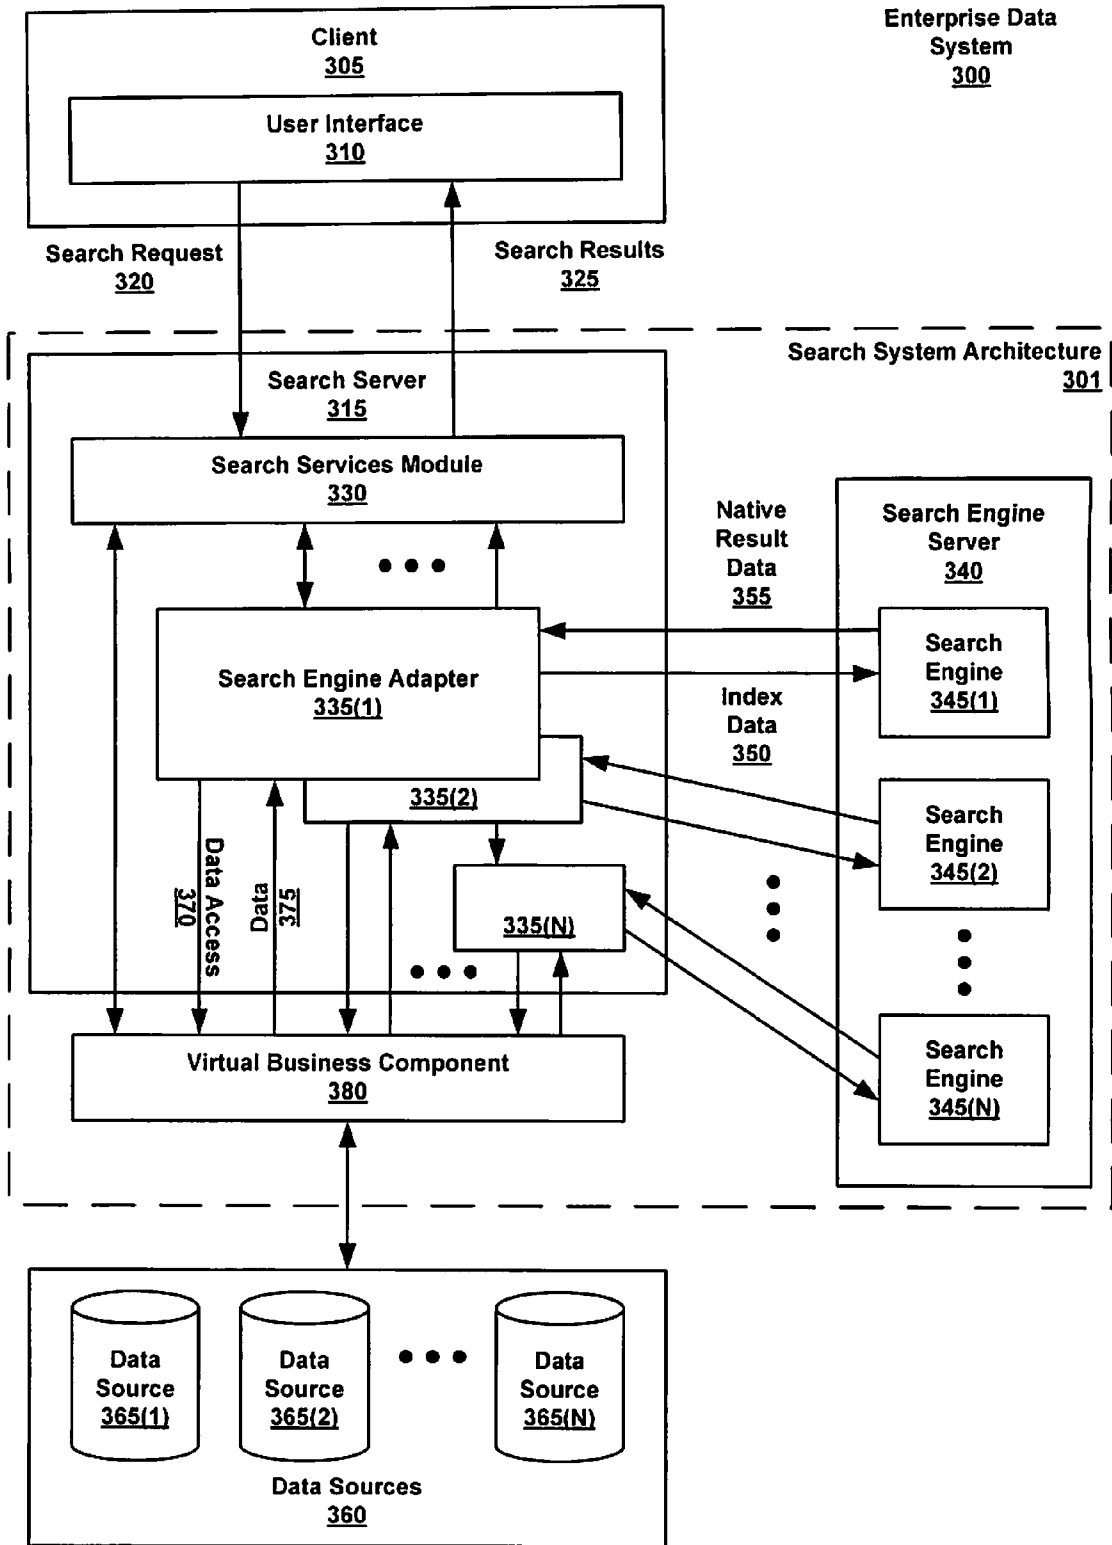 Enterprise Data
System
300
Client
305
User Interface
310
Search Request
320
Search Results
325
Search System Architecture
301
Search Server
315
Search Services Module
330
Native
Result
Data
355
Search Engine
Server
340
Search Engine Adapter
335(1)
Search
Engine
345(1)
Index
Data
350
335(2)
Search
Engine
345(2)
Data Access
370
Data
375
335(N)
Search
Engine
345(N)
Virtual Business Component
380
Data
Source
365(1)
Data
Source
365(2)
Data
Source
365(N)
Data Sources
360